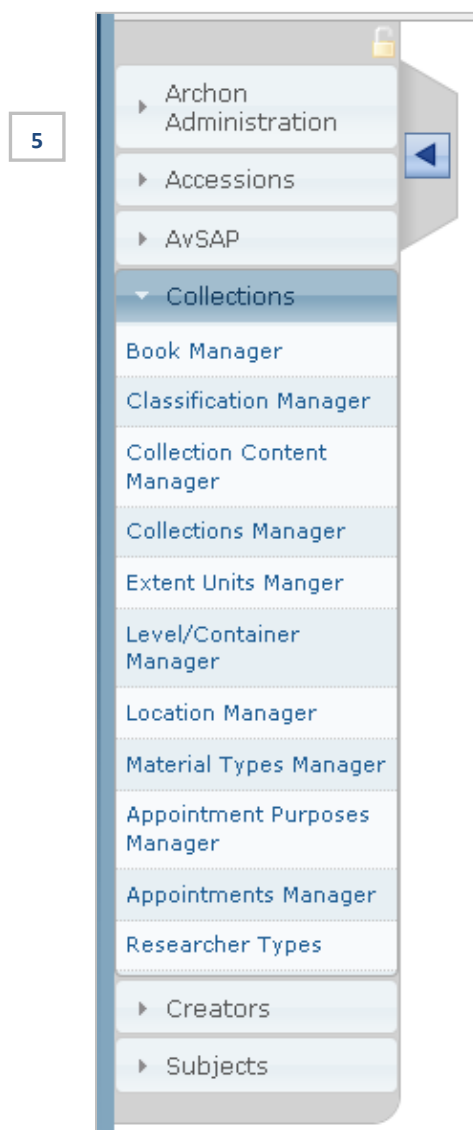 5
Archon
Administration
Accessions
AvSAP
Collections
Book Manager
Classification Manager
Collection Content
Manager
Collections Manager
Extent Units Manger
Level/Container
Manager
Location Manager
Material Types Manager
Appointment Purposes
Manager
Appointments Manager
Researcher Types
Creators
Subjects